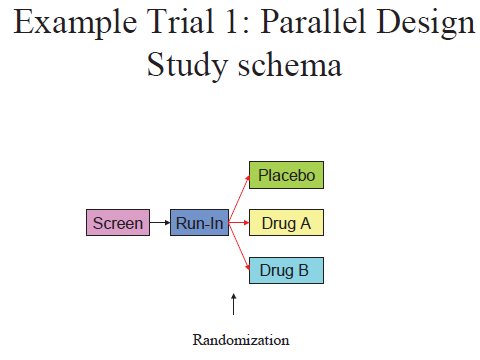 Example Trial 1: Parallel Design
Study schema
Placebo
Screen
Run-In
Drug A
Drug B
Randomization